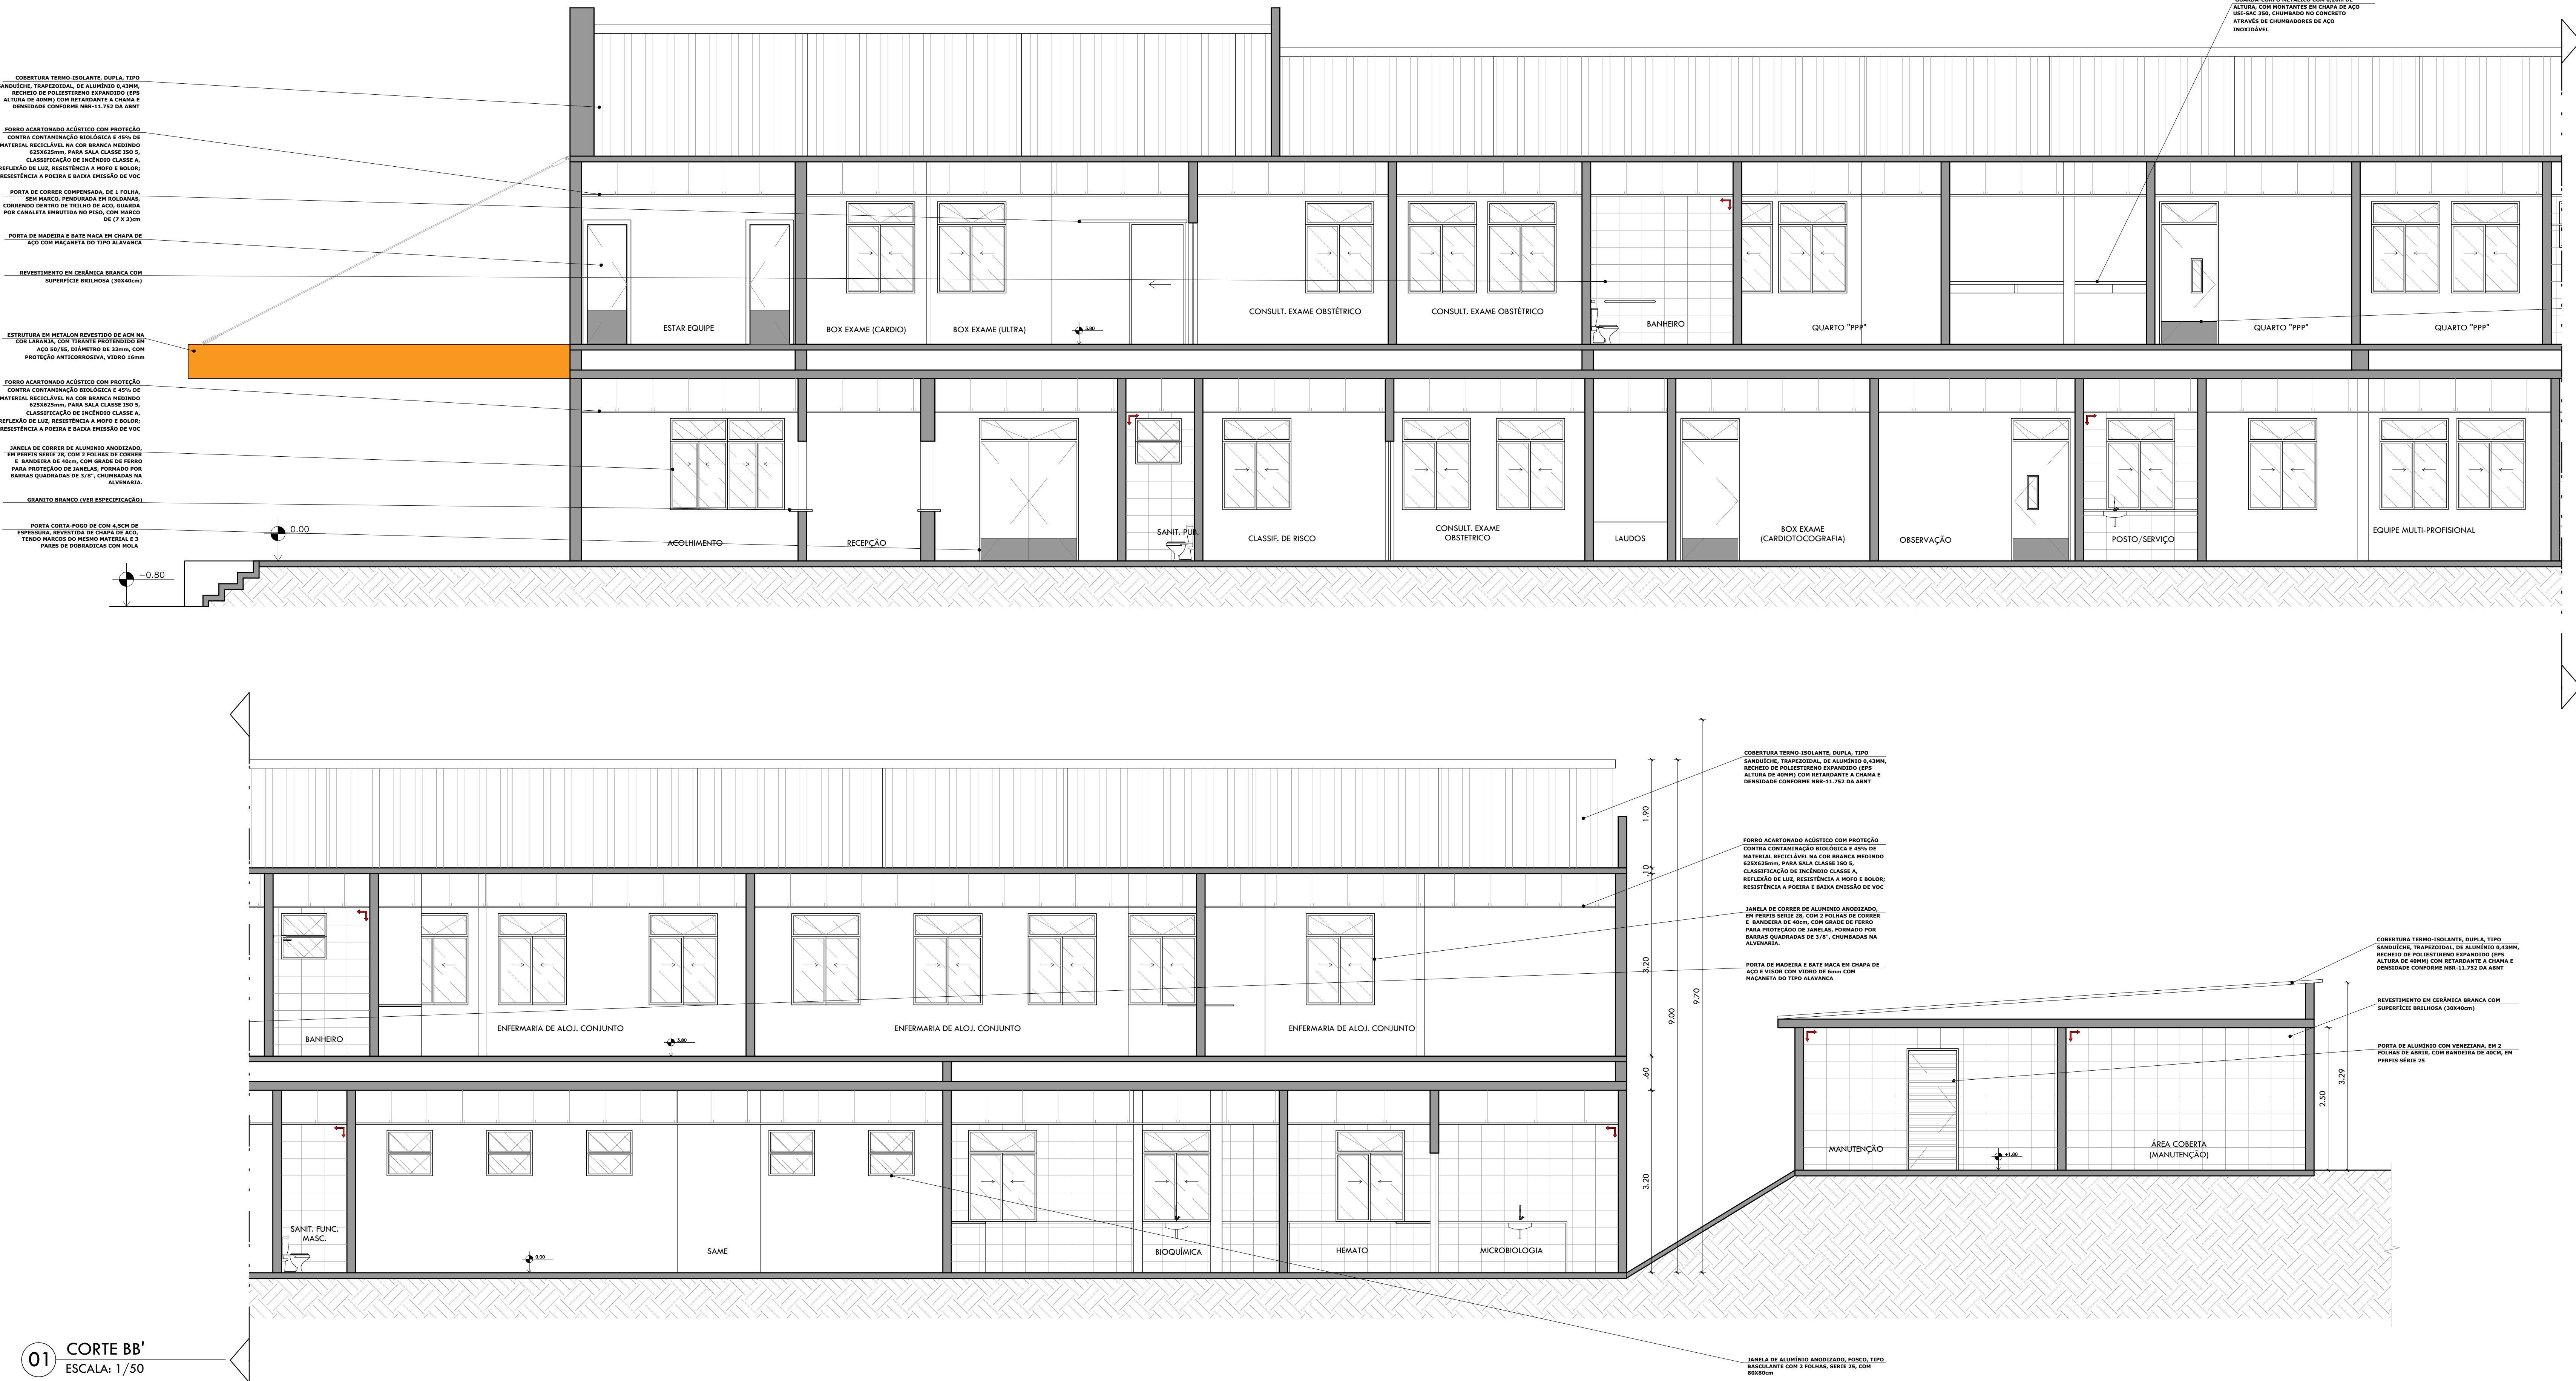 ALTURA, COM MONTANTES EM CHAPA DE AÇO
USI-SAC 350, CHUMBADO NO CONCRETO
ATRAVÉS DE CHUMBADORES DE AÇO
INOXIDÁVEL
COBERTURA TERMO-ISOLANTE, DUPLA, TIPO
SANDUÍCHE, TRAPEZOIDAL, DE ALUMÍNIO 0,43MM,
RECHEIO DE POLIESTIRENO EXPANDIDO (EPS
ALTURA DE 40MM) COM RETARDANTE A CHAMA E
DENSIDADE CONFORME NBR-11.752 DA ABNT
FORRO ACARTONADO ACÚSTICO COM PROTEÇÃO
CONTRA CONTAMINAÇÃO BIOLÓGICA E 45% DE
MATERIAL RECICLÁVEL NA COR BRANCA MEDINDO
625X625mm, PARA SALA CLASSE ISO 5,
CLASSIFICAÇÃO DE INCÊNDIO CLASSE A,
REFLEXÃO DE LUZ, RESISTÊNCIA A MOFO E BOLOR;
RESISTÊNCIA A POEIRA E BAIXA EMISSÃO DE VOC
PORTA DE CORRER COMPENSADA, DE 1 FOLHA,
SEM MARCO, PENDURADA EM ROLDANAS,
CORRENDO DENTRO DE TRILHO DE ACO, GUARDA
POR CANALETA EMBUTIDA NO PISO, COM MARCO
DE (7 X 3)cm
PORTA DE MADEIRA E BATE MACA EM CHAPA DE
AÇO COM MAÇANETA DO TIPO ALAVANCA
REVESTIMENTO EM CERÂMICA BRANCA COM
SUPERFÍCIE BRILHOSA (30X40cm)
ESTRUTURA EM METALON REVESTIDO DE ACM NA
COR LARANJA, COM TIRANTE PROTENDIDO EM
AÇO 50/55, DIÂMETRO DE 32mm, COM
PROTEÇÃO ANTICORROSIVA, VIDRO 16mm
FORRO ACARTONADO ACÚSTICO COM PROTEÇÃO
CONTRA CONTAMINAÇÃO BIOLÓGICA E 45% DE
MATERIAL RECICLÁVEL NA COR BRANCA MEDINDO
625X625mm, PARA SALA CLASSE ISO 5,
CLASSIFICAÇÃO DE INCÊNDIO CLASSE A,
REFLEXÃO DE LUZ, RESISTÊNCIA A MOFO E BOLOR;
RESISTÊNCIA A POEIRA E BAIXA EMISSÃO DE VOC
JANELA DE CORRER DE ALUMINIO ANODIZADO,
EM PERFIS SERIE 28, COM 2 FOLHAS DE CORRER
E BANDEIRA DE 40cm, COM GRADE DE FERRO
PARA PROTEÇÃOD DE JANELAS, FORMADO POR
BARRAS QUADRADAS DE 3/8", CHUMBADAS NA
ALVENARIA.
GRANITO BRANCO (VER ESPECIFICAÇÃO)
PORTA CORTA-FOGO DE COM 4,5CM DE
ESPESSURA, REVESTIDA DE CHAPA DE ACO,
TENDO MARCOS DO MESMO MATERIAL E 3
PARES DE DOBRADICAS COM MOLA
0.00
−0.80
ESTAR EQUIPE
BOX EXAME (CARDIO)
BOX EXAME (ULTRA)
3.80
CONSULT. EXAME OBSTÉTRICO
CONSULT. EXAME OBSTÉTRICO
BANHEIRO
QUARTO "PPP"
QUARTO "PPP"
QUARTO "PPP"
ACOLHIMENTO
RECEPÇÃO
SANIT. PUB.
CLASSIF. DE RISCO
CONSULT. EXAME
OBSTETRICO
LAUDOS
BOX EXAME
(CARDIOTOCOGRAFIA)
OBSERVAÇÃO
POSTO/SERVIÇO
EQUIPE MULTI-PROFISIONAL
COBERTURA TERMO-ISOLANTE, DUPLA, TIPO
SANDUÍCHE, TRAPEZOIDAL, DE ALUMÍNIO 0,43MM,
RECHEIO DE POLIESTIRENO EXPANDIDO (EPS
ALTURA DE 40MM) COM RETARDANTE A CHAMA E
DENSIDADE CONFORME NBR-11.752 DA ABNT
FORRO ACARTONADO ACÚSTICO COM PROTEÇÃO
CONTRA CONTAMINAÇÃO BIOLÓGICA E 45% DE
MATERIAL RECICLÁVEL NA COR BRANCA MEDINDO
625X625mm, PARA SALA CLASSE ISO 5,
CLASSIFICAÇÃO DE INCÊNDIO CLASSE A,
REFLEXÃO DE LUZ, RESISTÊNCIA A MOFO E BOLOR;
RESISTÊNCIA A POEIRA E BAIXA EMISSÃO DE VOC
JANELA DE CORRER DE ALUMINIO ANODIZADO,
EM PERFIS SERIE 28, COM 2 FOLHAS DE CORRER
E BANDEIRA DE 40cm, COM GRADE DE FERRO
PARA PROTEÇÃOD DE JANELAS, FORMADO POR
BARRAS QUADRADAS DE 3/8", CHUMBADAS NA
ALVENARIA.
PORTA DE MADEIRA E BATE MACA EM CHAPA DE
AÇO E VISOR COM VIDRO DE 6mm COM
MAÇANETA DO TIPO ALAVANCA
1.90
.10
3.20
.60
3.20
9.00
9.70
BANHEIRO
ENFERMARIA DE ALOJ. CONJUNTO
3.80
ENFERMARIA DE ALOJ. CONJUNTO
ENFERMARIA DE ALOJ. CONJUNTO
SANIT. FUNC.
MASC.
0.00
SAME
BIOQUÍMICA
HEMATO
MICROBIOLOGIA
COBERTURA TERMO-ISOLANTE, DUPLA, TIPO
SANDUÍCHE, TRAPEZOIDAL, DE ALUMÍNIO 0,43MM,
RECHEIO DE POLIESTIRENO EXPANDIDO (EPS
ALTURA DE 40MM) COM RETARDANTE A CHAMA E
DENSIDADE CONFORME NBR-11.752 DA ABNT
REVESTIMENTO EM CERÂMICA BRANCA COM
SUPERFÍCIE BRILHOSA (30X40cm)
PORTA DE ALUMÍNIO COM VENEZIANA, EM 2
FOLHAS DE ABRIR, COM BANDEIRA DE 40CM, EM
PERFIS SÉRIE 25
MANUTENÇÃO
+1.80
ÁREA COBERTA
(MANUTENÇÃO)
2.50
3.29
JANELA DE ALUMÍNIO ANODIZADO, FOSCO, TIPO
BASCULANTE COM 2 FOLHAS, SERIE 25, COM
80X80cm
01
CORTE BB'
ESCALA: 1/50